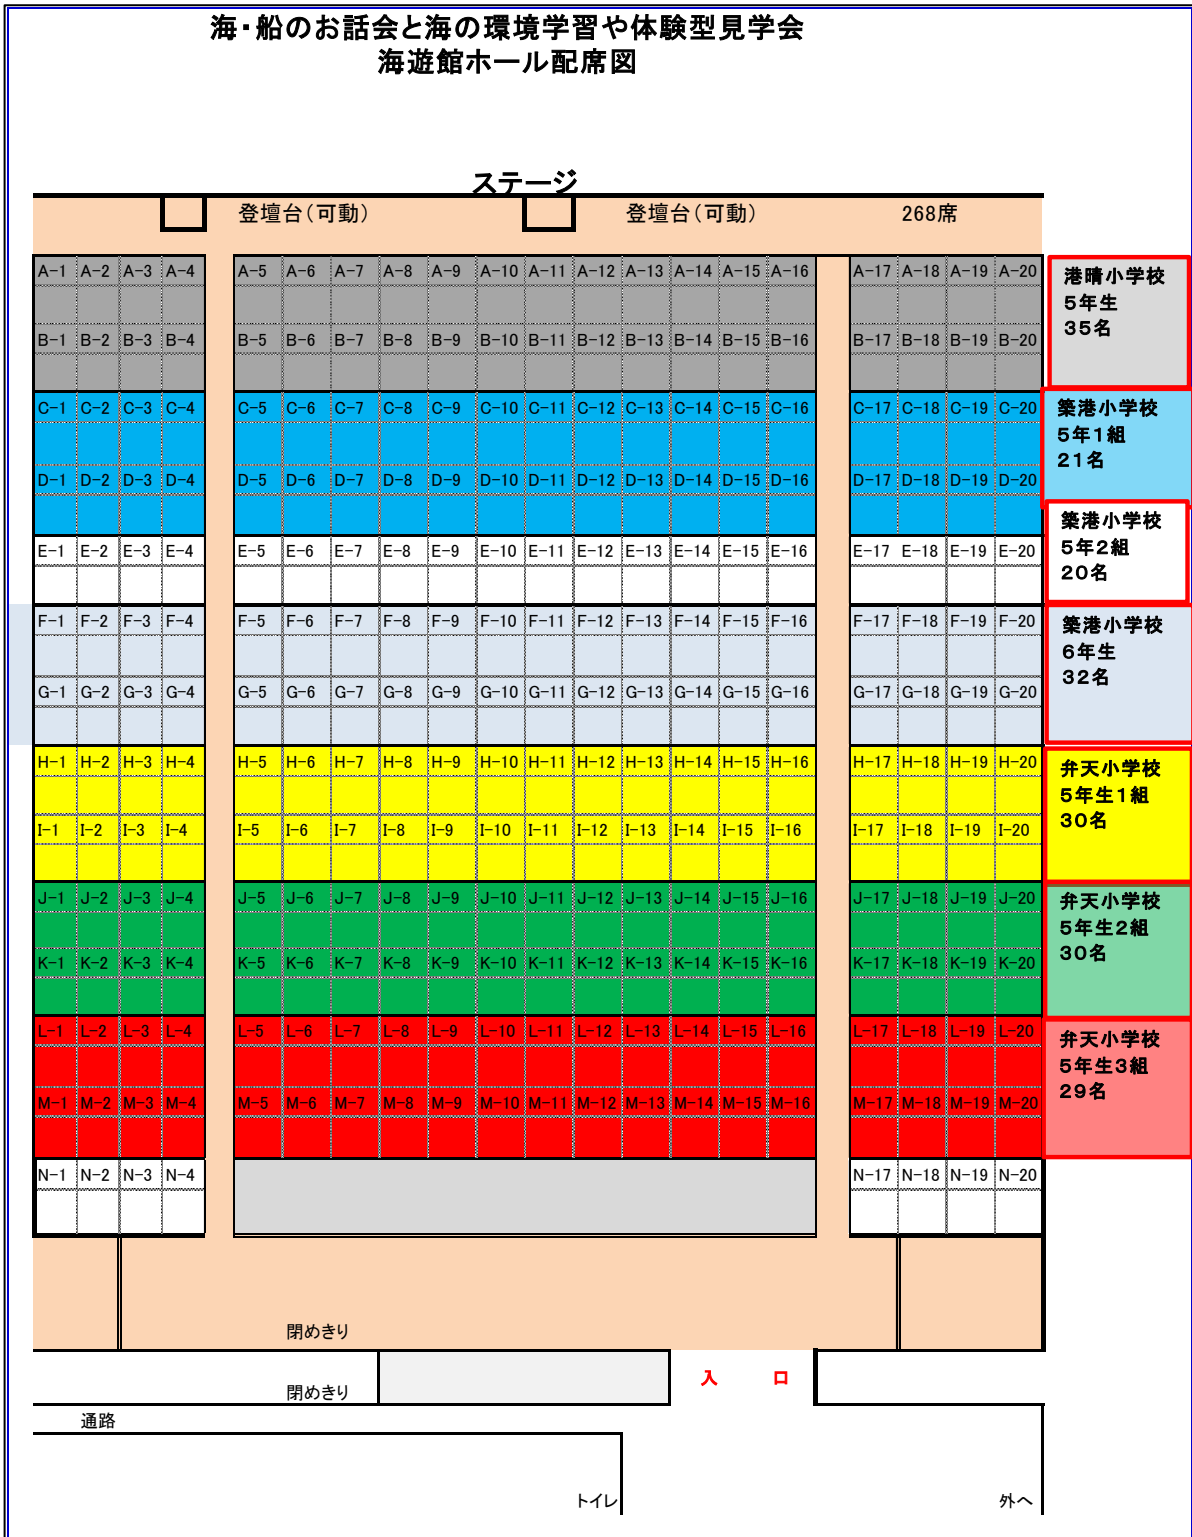 海・船のお話会と海の環境学習や体験型見学会
海遊館ホール配席図
ステージ
登壇台(可動) 登壇台(可動) 268席
A-1 A-2 A-3 A-4 A-5 A-6 A-7 A-8 A-9 A-10 A-11 A-12 A-13 A-14 A-15 A-16 A-17 A-18 A-19 A-20
B-1 B-2 B-3 B-4 B-5 B-6 B-7 B-8 B-9 B-10 B-11 B-12 B-13 B-14 B-15 B-16 B-17 B-18 B-19 B-20
港晴小学校
5年生
35名
C-1 C-2 C-3 C-4 C-5 C-6 C-7 C-8 C-9 C-10 C-11 C-12 C-13 C-14 C-15 C-16 C-17 C-18 C-19 C-20
D-1 D-2 D-3 D-4 D-5 D-6 D-7 D-8 D-9 D-10 D-11 D-12 D-13 D-14 D-15 D-16 D-17 D-18 D-19 D-20
築港小学校
5年1組
21名
E-1 E-2 E-3 E-4 E-5 E-6 E-7 E-8 E-9 E-10 E-11 E-12 E-13 E-14 E-15 E-16 E-17 E-18 E-19 E-20
築港小学校
5年2組
20名
F-1 F-2 F-3 F-4 F-5 F-6 F-7 F-8 F-9 F-10 F-11 F-12 F-13 F-14 F-15 F-16 F-17 F-18 F-19 F-20
G-1 G-2 G-3 G-4 G-5 G-6 G-7 G-8 G-9 G-10 G-11 G-12 G-13 G-14 G-15 G-16 G-17 G-18 G-19 G-20
築港小学校
6年生
32名
H-1 H-2 H-3 H-4 H-5 H-6 H-7 H-8 H-9 H-10 H-11 H-12 H-13 H-14 H-15 H-16 H-17 H-18 H-19 H-20
I-1 I-2 I-3 I-4 I-5 I-6 I-7 I-8 I-9 I-10 I-11 I-12 I-13 I-14 I-15 I-16 I-17 I-18 I-19 I-20
弁天小学校
5年生1組
30名
J-1 J-2 J-3 J-4 J-5 J-6 J-7 J-8 J-9 J-10 J-11 J-12 J-13 J-14 J-15 J-16 J-17 J-18 J-19 J-20
K-1 K-2 K-3 K-4 K-5 K-6 K-7 K-8 K-9 K-10 K-11 K-12 K-13 K-14 K-15 K-16 K-17 K-18 K-19 K-20
弁天小学校
5年生2組
30名
L-1 L-2 L-3 L-4 L-5 L-6 L-7 L-8 L-9 L-10 L-11 L-12 L-13 L-14 L-15 L-16 L-17 L-18 L-19 L-20
M-1 M-2 M-3 M-4 M-5 M-6 M-7 M-8 M-9 M-10 M-11 M-12 M-13 M-14 M-15 M-16 M-17 M-18 M-19 M-20
弁天小学校
5年生3組
29名
N-1 N-2 N-3 N-4 N-17 N-18 N-19 N-20
閉めきり
閉めきり
入 口
通路
トイレ
外へ